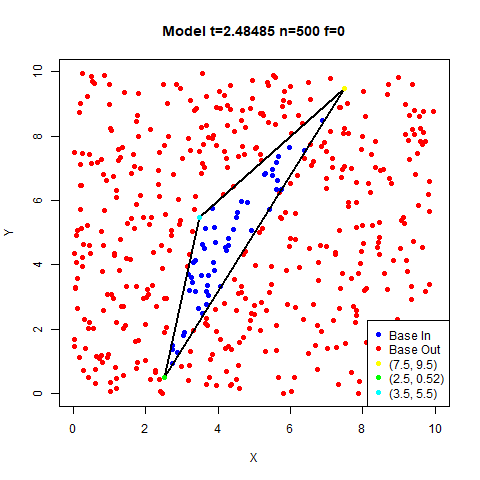 Model t=2.48485 n=500 f=0
10
8
6
4
2
0
Y
Base In
Base Out
(7.5, 9.5)
(2.5, 0.52)
(3.5, 5.5)
0 2 4 6 8 10
X